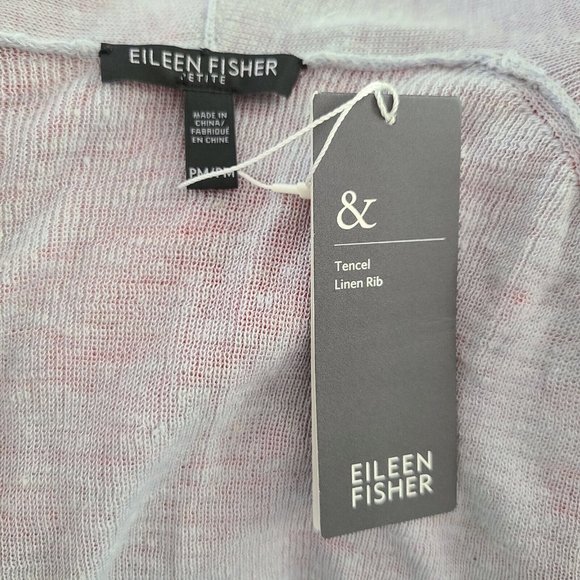 EILEEN FISHER
PETITE
MADE IN
CHINA/
FABRIQUÉ
EN CHINE
PM/PM
&
Tencel
Linen Rib
EILEEN
FISHER